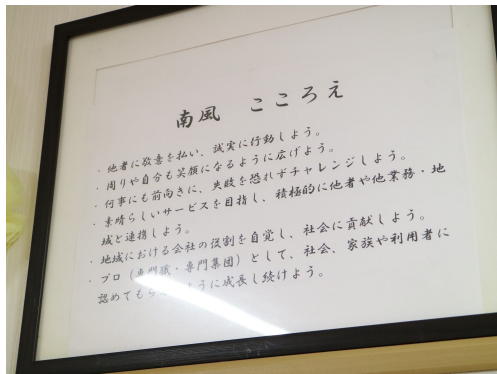 南風　こころえ
・他者に敬意を払い、誠実に行動しよう。
・周りや自分も笑顔になるように広げよう。
・何事にも前向きに、失敗を恐れずチャレンジしよう。
・素晴らしいサービスを目指し、積極的に他者や他業務・地
域と連携しよう。
・地域における会社の役割を自覚し、社会に貢献しよう。
・プロ（専門職・専門集団）として、社会、家族や利用者に
認めてもら ように成長し続けよう。